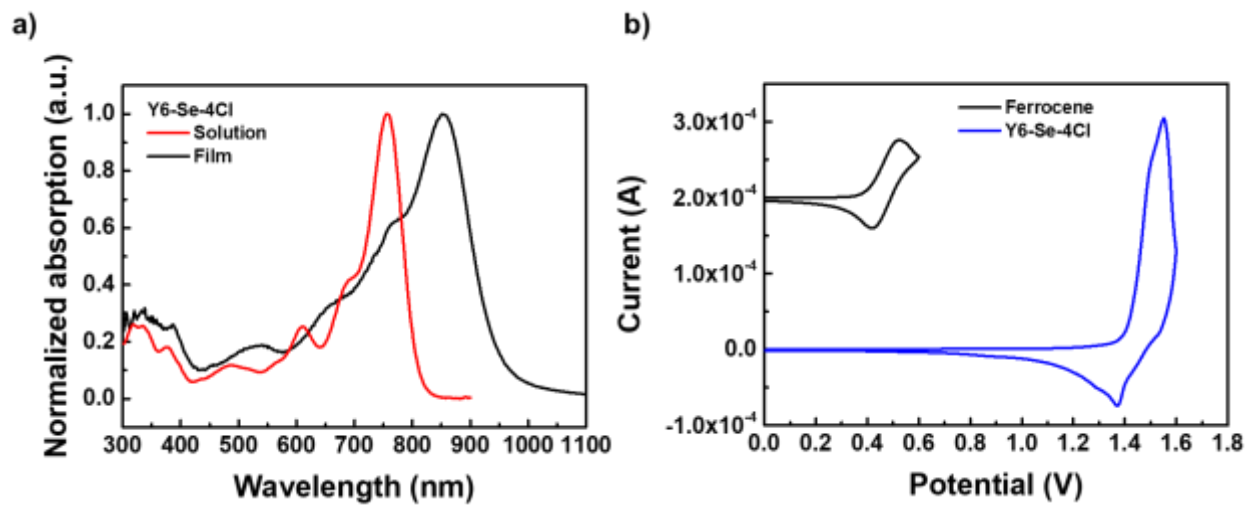 a)
Normalized absorption (a.u.)
1.0
0.8
0.6
0.4
0.2
0.0
Y6-Se-4Cl
Solution
Film
300 400 500 600 700 800 900 1000 1100
Wavelength (nm)
b)
Current (A)
3.0x10⁻⁴
2.0x10⁻⁴
1.0x10⁻⁴
0.0
-1.0x10⁻⁴
Ferrocene
Y6-Se-4Cl
0.0 0.2 0.4 0.6 0.8 1.0 1.2 1.4 1.6 1.8
Potential (V)